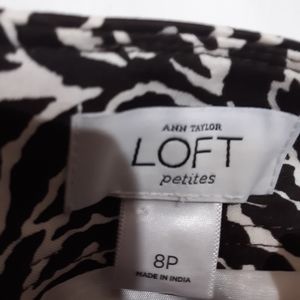 ANN TAYLOR
LOFT
petites
8P
MADE IN INDIA